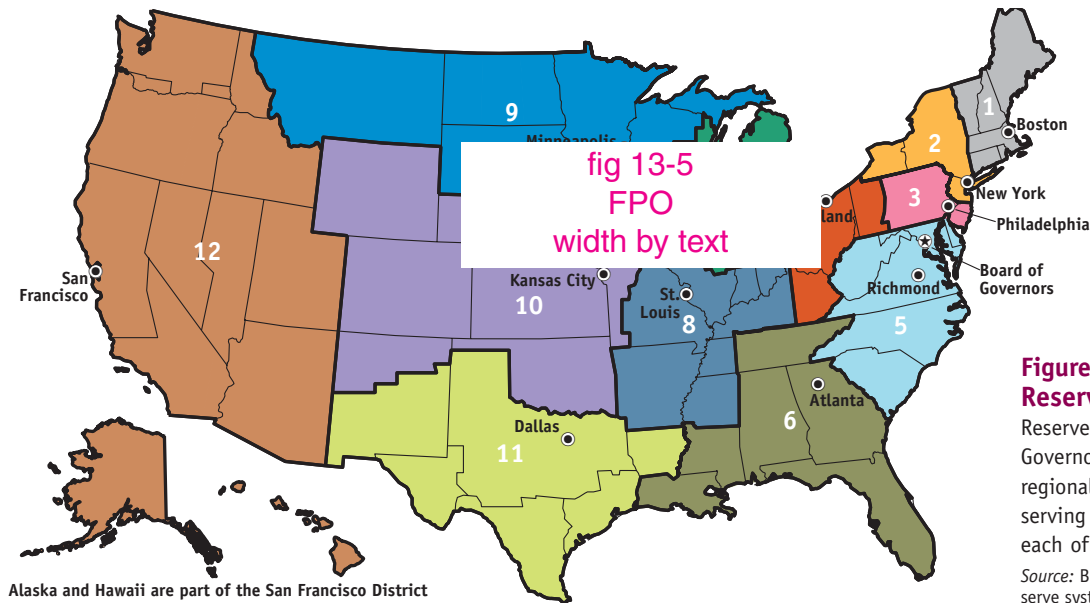 9
Minneapolis
fig 13-5
FPO
width by text
1
Boston
2
New York
3
Philadelphia
land
12
San
Francisco
Kansas City
10
St.
Louis
8
Richmond
Board of
Governors
5
Atlanta
6
Dallas
11
Figure
Reserv
Reserve
Governo
regional
serving
each of
Source: B
serve syst
Alaska and Hawaii are part of the San Francisco District